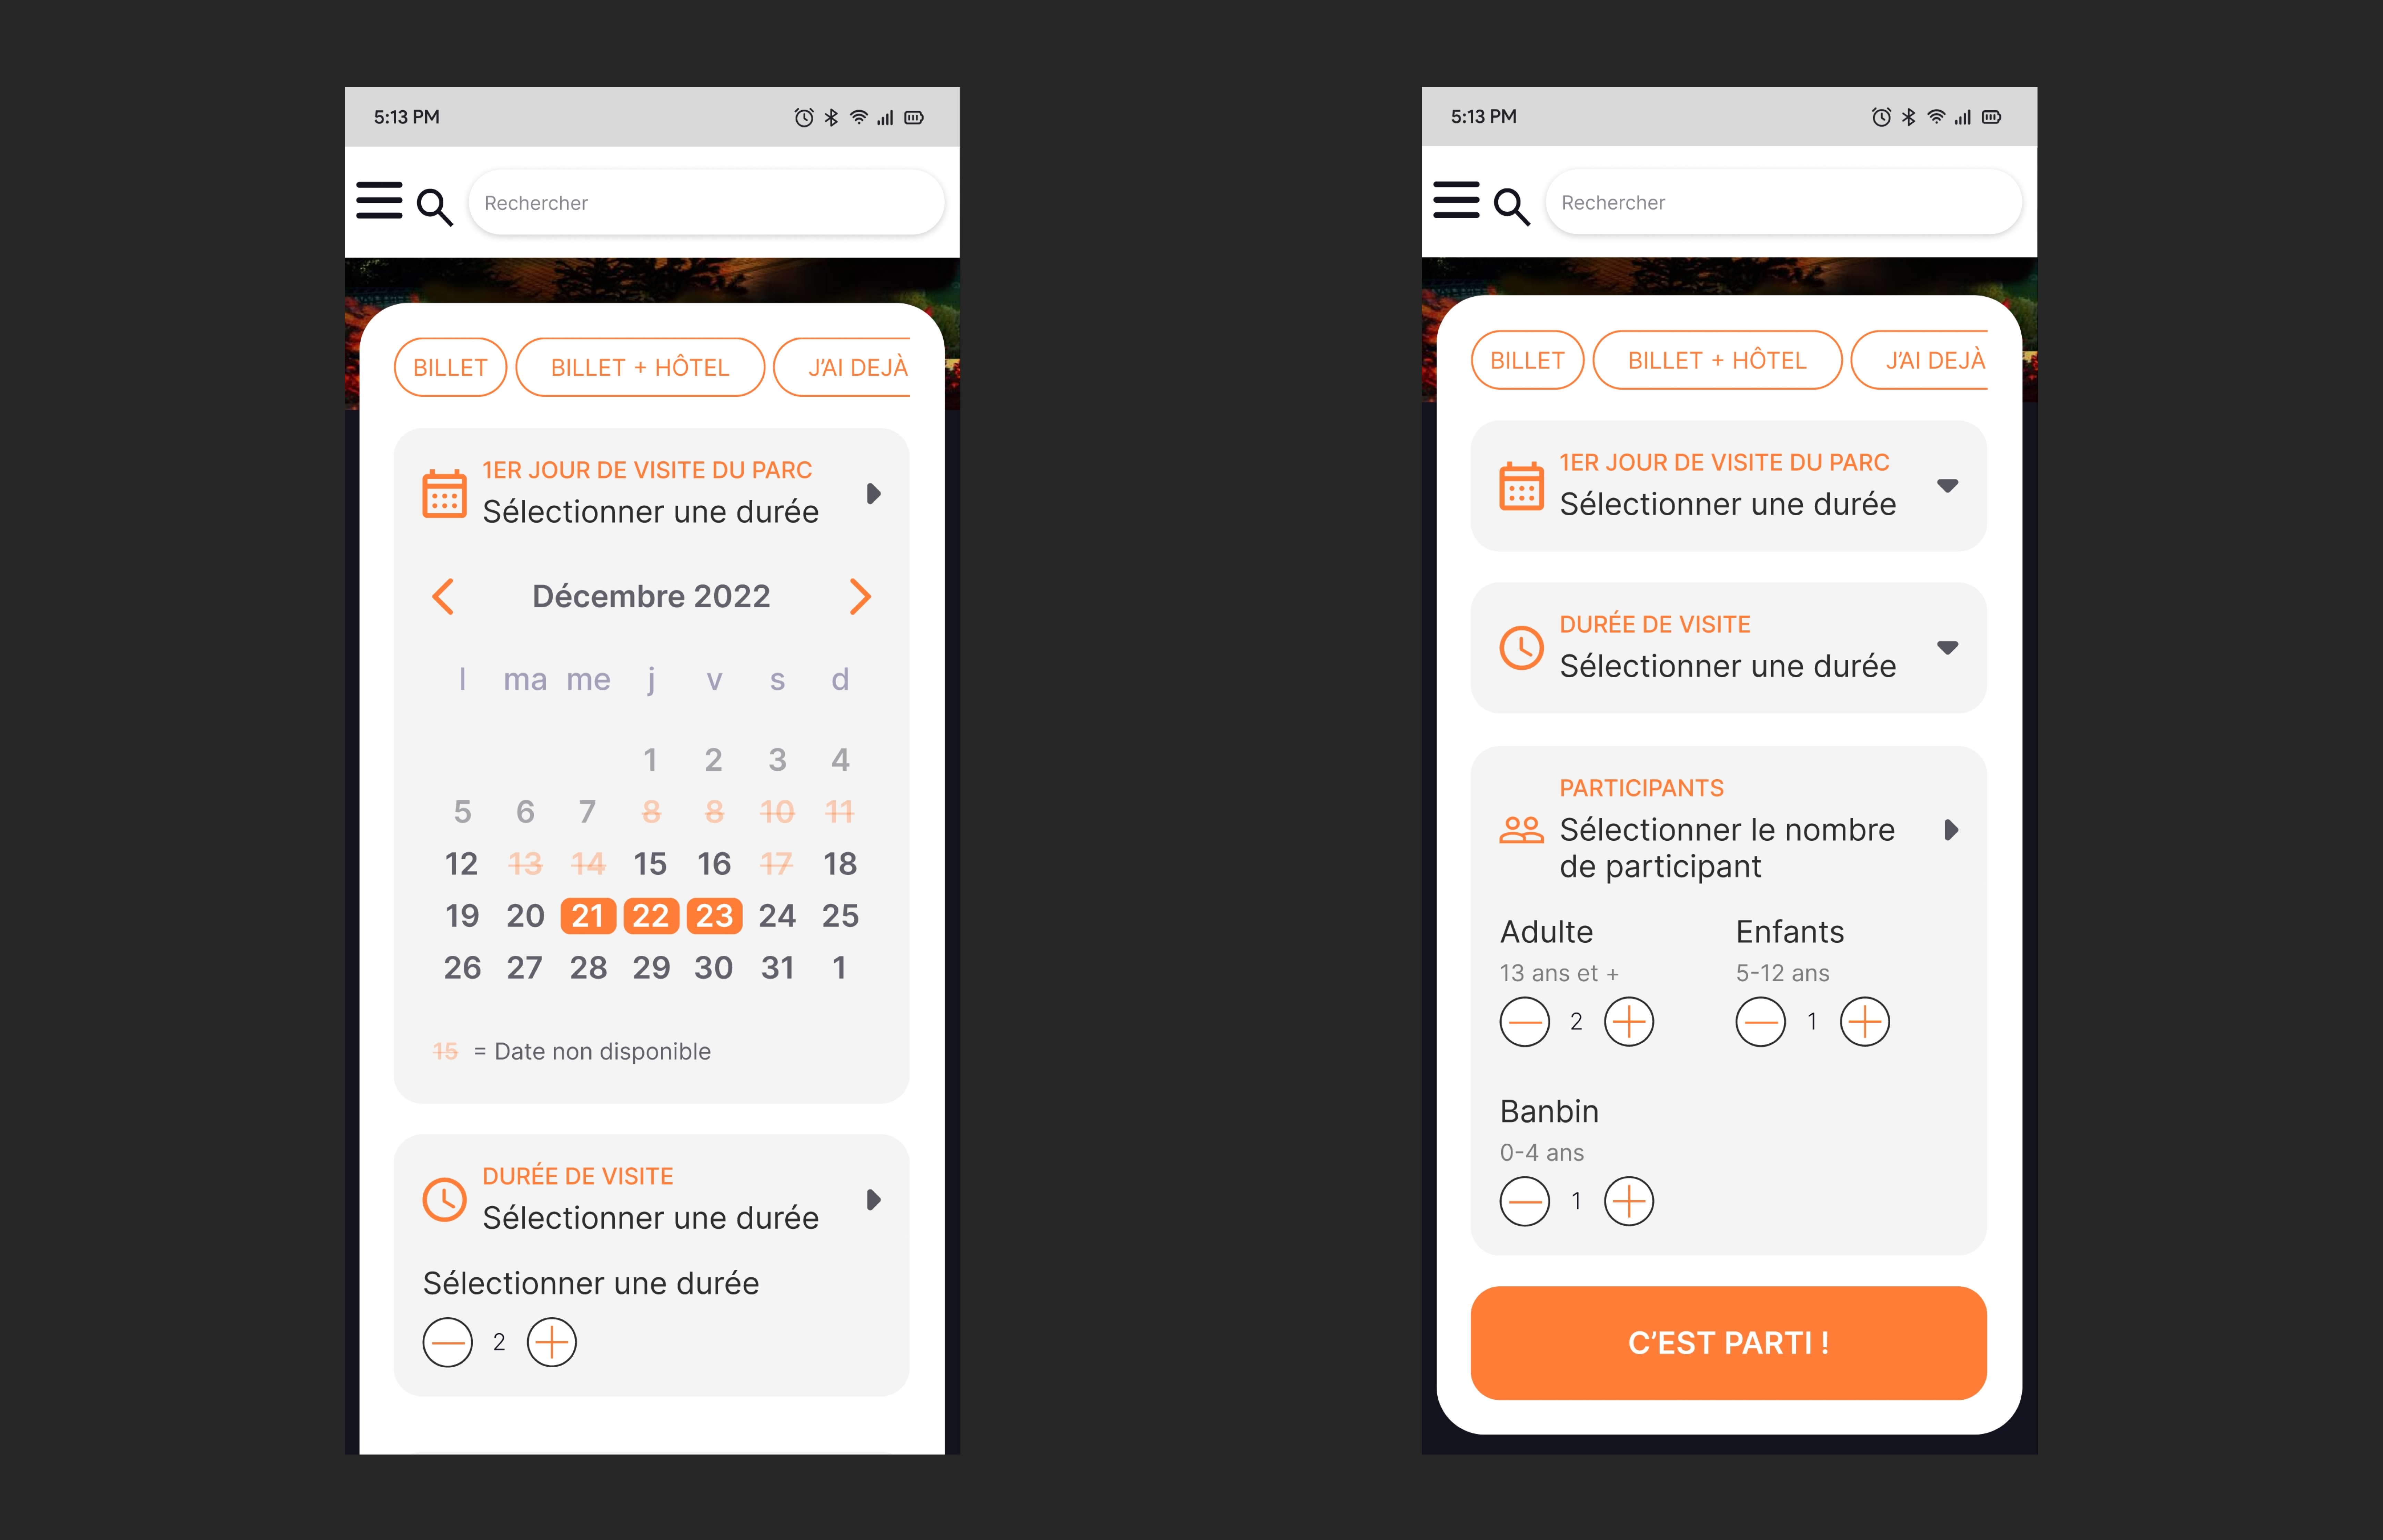 5:13 PM
Rechercher
BILLET BILLET + HÔTEL J'AI DEJÀ
1ER JOUR DE VISITE DU PARC
Sélectionner une durée
Décembre 2022
l ma me j v s d
1 2 3 4
5 6 7 8 8 10 11
12 13 14 15 16 17 18
19 20 21 22 23 24 25
26 27 28 29 30 31 1
15 = Date non disponible
DURÉE DE VISITE
Sélectionner une durée
Sélectionner une durée
2
5:13 PM
Rechercher
BILLET BILLET + HÔTEL J'AI DEJÀ
1ER JOUR DE VISITE DU PARC
Sélectionner une durée
DURÉE DE VISITE
Sélectionner une durée
PARTICIPANTS
Sélectionner le nombre
de participant
Adulte Enfants
13 ans et + 5-12 ans
2 1
Banbin
0-4 ans
1
C'EST PARTI !